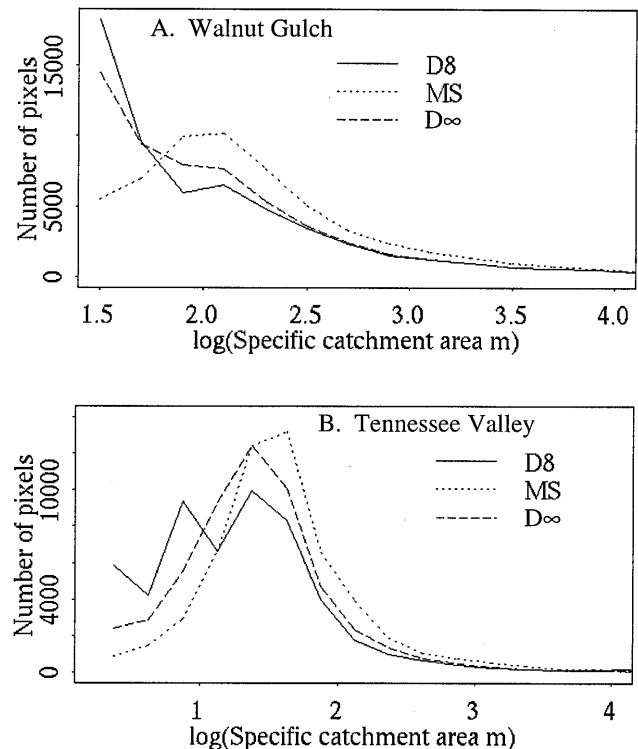 A. Walnut Gulch
D8
MS
D∞
Number of pixels
15000
5000
0
1.5 2.0 2.5 3.0 3.5 4.0
log(Specific catchment area m)
B. Tennessee Valley
D8
MS
D∞
Number of pixels
10000
4000
0
1 2 3 4
log(Specific catchment area m)